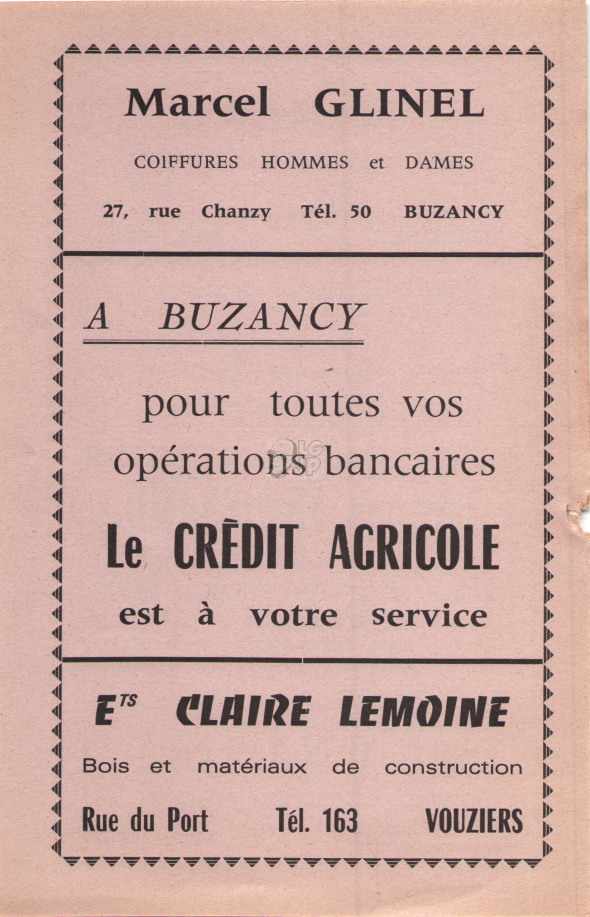 Marcel GLINEL
COIFFURES HOMMES et DAMES
27, rue Chanzy Tél. 50 BUZANCY
A BUZANCY
pour toutes vos
opérations bancaires
Le CRÈDIT AGRICOLE
est à votre service
ETS CLAIRE LEMOINE
Bois et matériaux de construction
Rue du Port Tél. 163 VOUZIERS